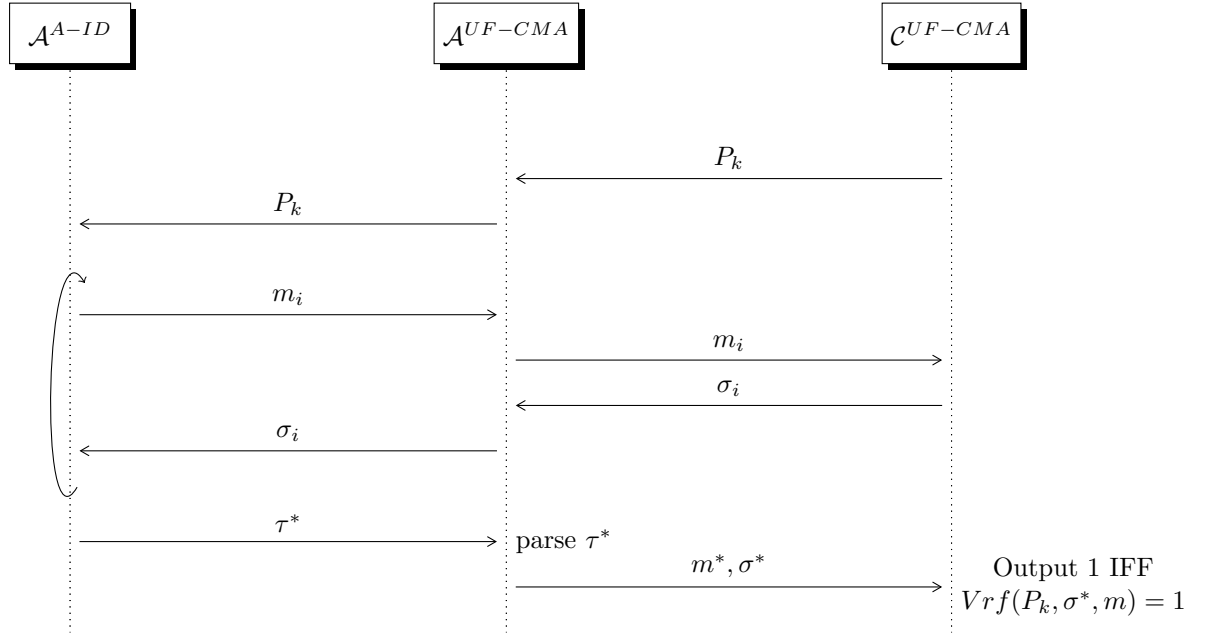 𝒜^{A−ID} 𝒜^{UF−CMA} 𝒞^{UF−CMA}
P_k
P_k
m_i
m_i
σ_i
σ_i
τ*
parse τ*
m*, σ*
Output 1 IFF
Vrf(P_k, σ*, m) = 1